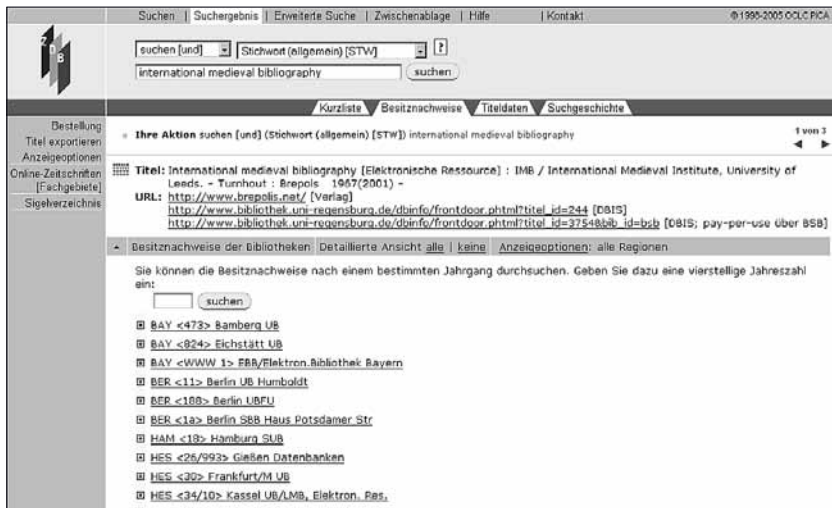 Suchen | Suchergebnis | Erweiterte Suche | Zwischenablage | Hilfe | Kontakt © 1998-2005 OCLC PICA
ZDB
suchen [und] Stichwort (allgemein) [STW] ?
international medieval bibliography suchen
Kurzliste Besitznachweise Titeldaten Suchgeschichte
Bestellung
Titel exportieren
Anzeigeoptionen
Online-Zeitschriften
[Fachgebiete]
Sigelverzeichnis
Ihre Aktion suchen [und] (Stichwort (allgemein) [STW]) international medieval bibliography
1 von 3
Titel: International medieval bibliography [Elektronische Ressource] : IMB / International Medieval Institute, University of
Leeds. - Turnhout : Brepols 1967(2001) -
URL: http://www.brepolis.net/ [Verlag]
http://www.bibliothek.uni-regensburg.de/dbinfo/frontdoor.phtml?titel_id=244 [DBIS]
http://www.bibliothek.uni-regensburg.de/dbinfo/frontdoor.phtml?titel_id=3754&bib_id=bsb [DBIS; pay-per-use über BSB]
Besitznachweise der Bibliotheken Detaillierte Ansicht alle | keine Anzeigeoptionen: alle Regionen
Sie können die Besitznachweise nach einem bestimmten Jahrgang durchsuchen. Geben Sie dazu eine vierstellige Jahreszahl
ein:
suchen
BAY <473> Bamberg UB
BAY <824> Eichstätt UB
BAY <WWW 1> EBB/Elektron.Bibliothek Bayern
BER <11> Berlin UB Humboldt
BER <188> Berlin UBFU
BER <1a> Berlin SBB Haus Potsdamer Str
HAM <18> Hamburg SUB
HES <26/993> Gießen Datenbanken
HES <30> Frankfurt/M UB
HES <34/10> Kassel UB/LMB, Elektron. Res.